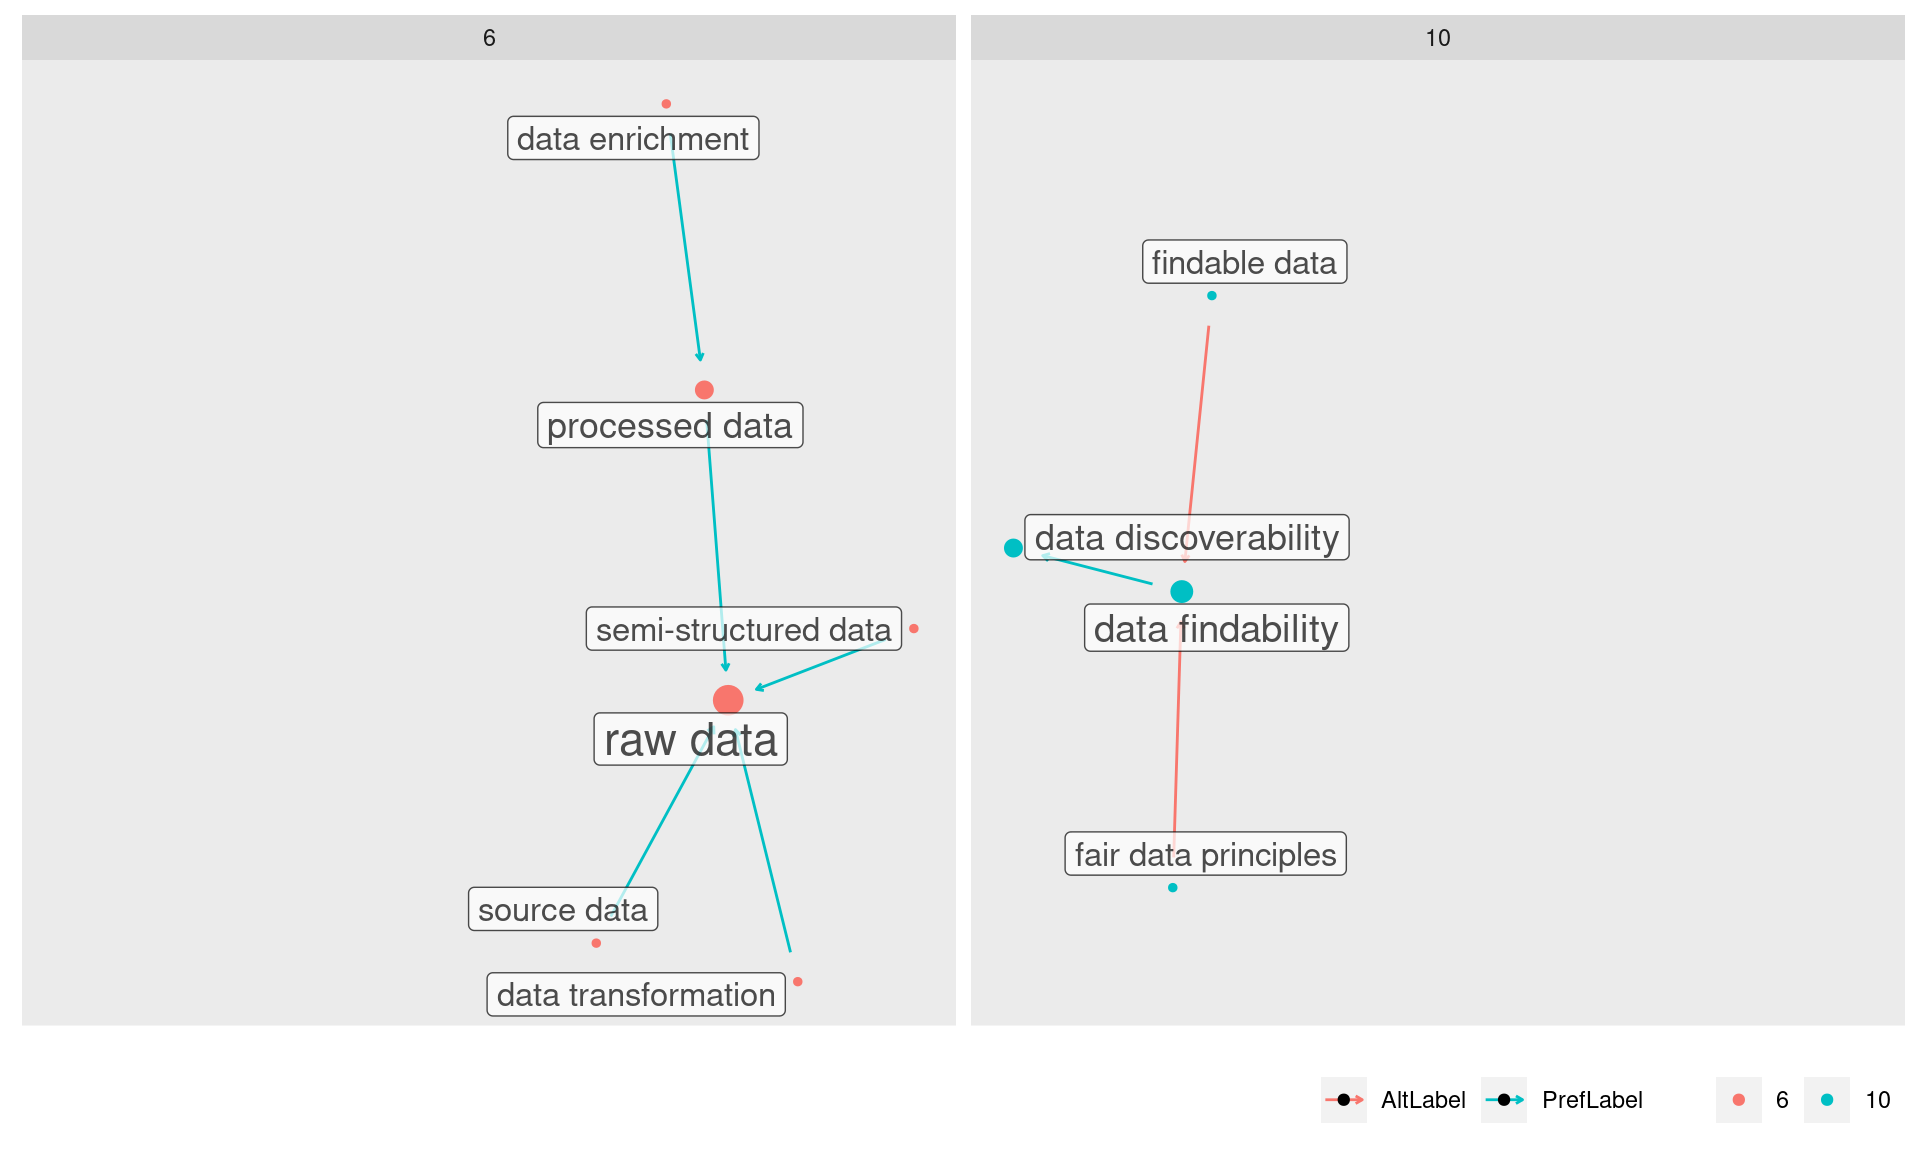 6
data enrichment
processed data
semi-structured data
raw data
source data
data transformation
10
findable data
data discoverability
data findability
fair data principles
AltLabel
PrefLabel
6
10